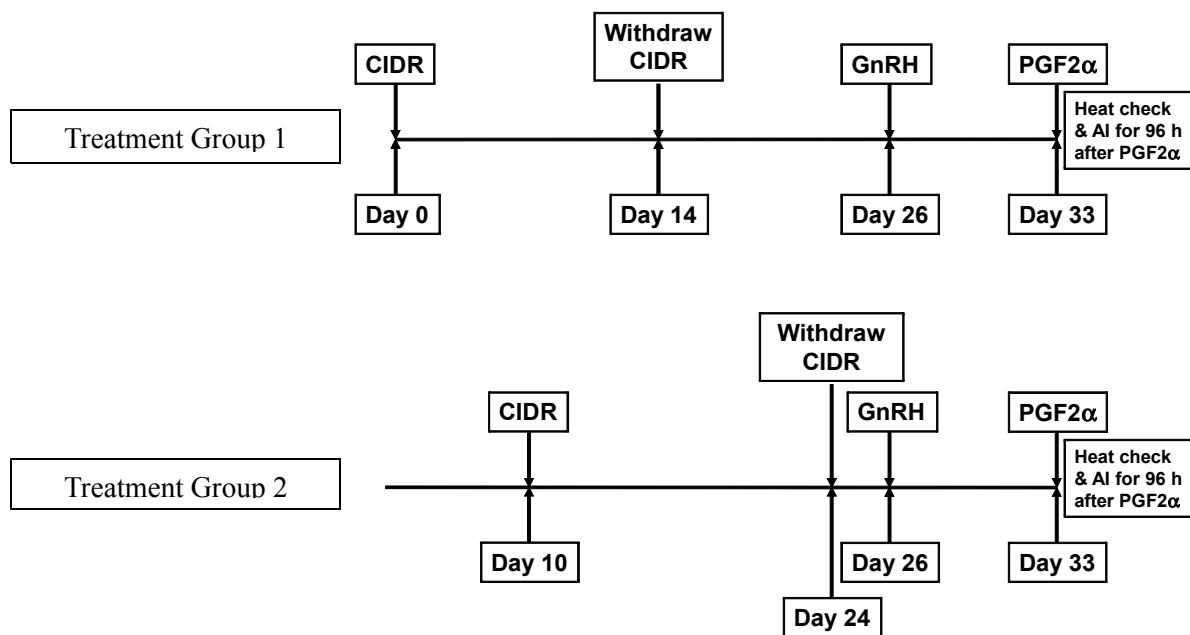 Withdraw
CIDR
CIDR
GnRH
PGF2α
Treatment Group 1
Heat check
& AI for 96 h
after PGF2α
Day 0
Day 14
Day 26
Day 33
Withdraw
CIDR
CIDR
GnRH
PGF2α
Treatment Group 2
Heat check
& AI for 96 h
after PGF2α
Day 10
Day 26
Day 33
Day 24